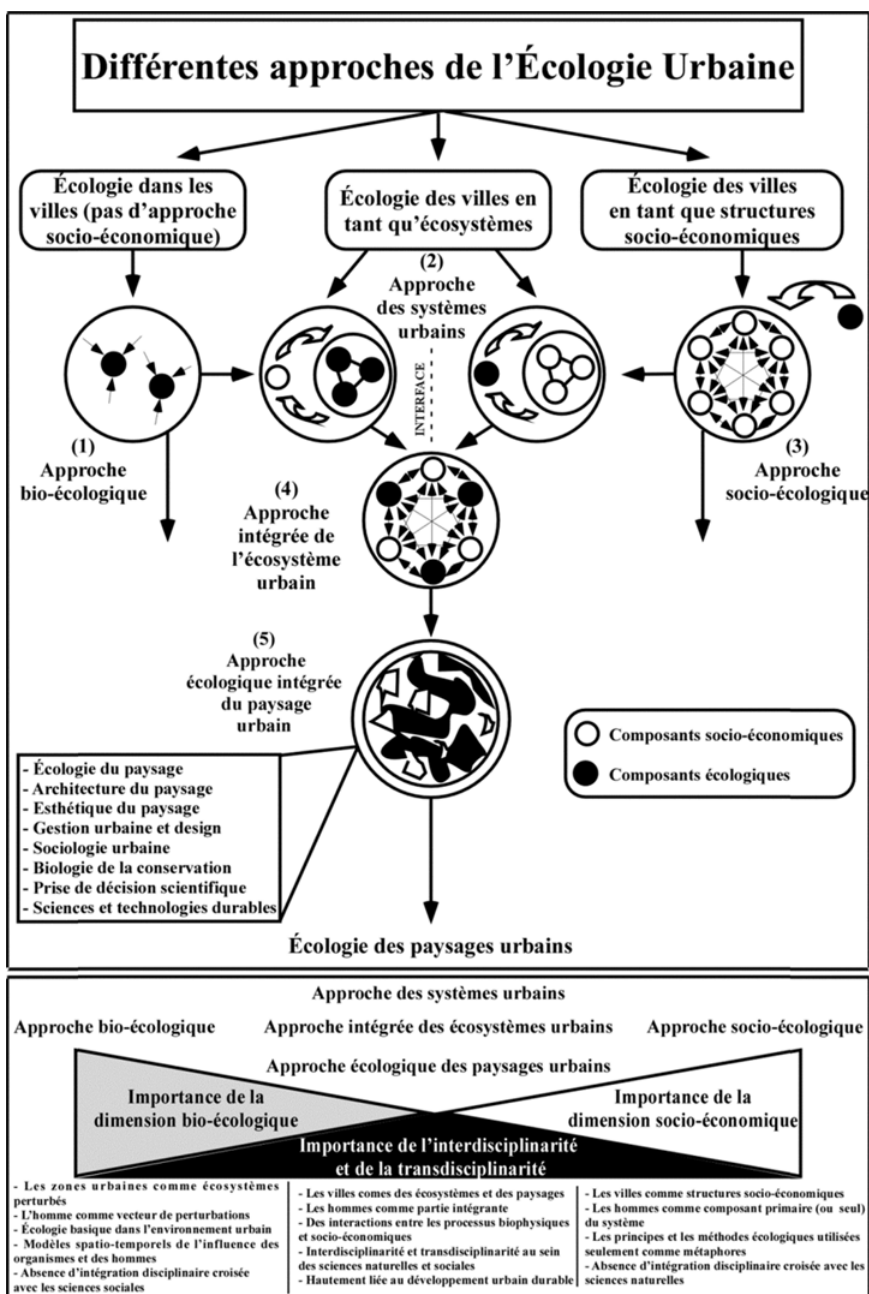 Différentes approches de l'Écologie Urbaine
Écologie dans les
villes (pas d'approche
socio-économique)
Écologie des villes en
tant qu'écosystèmes
Écologie des villes
en tant que structures
socio-économiques
(2)
Approche
des systèmes
urbains
INTERFACE
(1)
Approche
bio-écologique
(3)
Approche
socio-écologique
(4)
Approche
intégrée de
l'écosystème
urbain
(5)
Approche
écologique intégrée
du paysage
urbain
Composants socio-économiques
Composants écologiques
- Écologie du paysage
- Architecture du paysage
- Esthétique du paysage
- Gestion urbaine et design
- Sociologie urbaine
- Biologie de la conservation
- Prise de décision scientifique
- Sciences et technologies durables
Écologie des paysages urbains
Approche des systèmes urbains
Approche bio-écologique
Approche intégrée des écosystèmes urbains
Approche socio-écologique
Approche écologique des paysages urbains
Importance de la
dimension bio-écologique
Importance de la
dimension socio-économique
Importance de l'interdisciplinarité
et de la transdisciplinarité
- Les zones urbaines comme écosystèmes
perturbés
- L'homme comme vecteur de perturbations
- Écologie basique dans l'environnement urbain
- Modèles spatio-temporels de l'influence des
organismes et des hommes
- Absence d'intégration disciplinaire croisée
avec les sciences sociales
- Les villes comes des écosystèmes et des paysages
- Les hommes comme partie intégrante
- Des interactions entre les processus biophysiques
et socio-économiques
- Interdisciplinarité et transdisciplinarité au sein
des sciences naturelles et sociales
- Hautement liée au développement urbain durable
- Les villes comme structures socio-économiques
- Les hommes comme composant primaire (ou seul)
du système
- Les principes et les méthodes écologiques utilisées
seulement comme métaphores
- Absence d'intégration disciplinaire croisée avec les
sciences naturelles